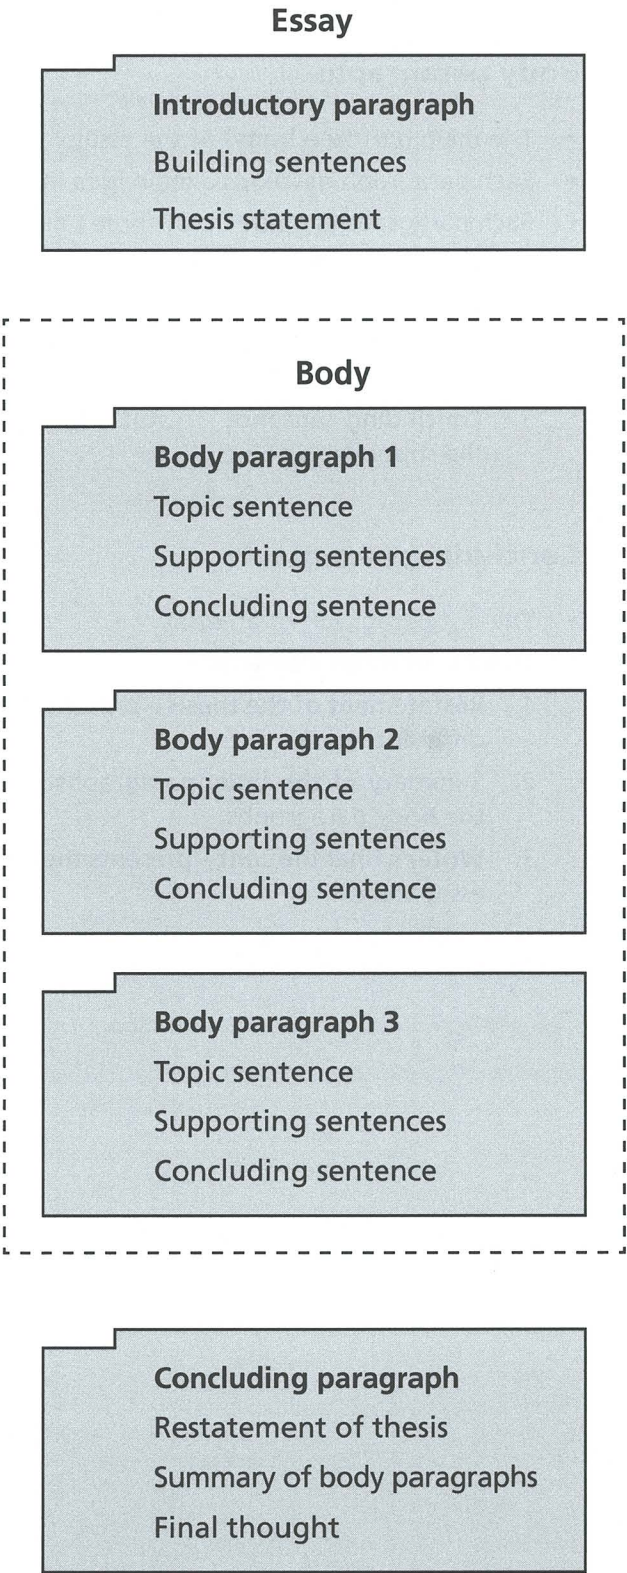 Essay
Introductory paragraph
Building sentences
Thesis statement
Body
Body paragraph 1
Topic sentence
Supporting sentences
Concluding sentence
Body paragraph 2
Topic sentence
Supporting sentences
Concluding sentence
Body paragraph 3
Topic sentence
Supporting sentences
Concluding sentence
Concluding paragraph
Restatement of thesis
Summary of body paragraphs
Final thought